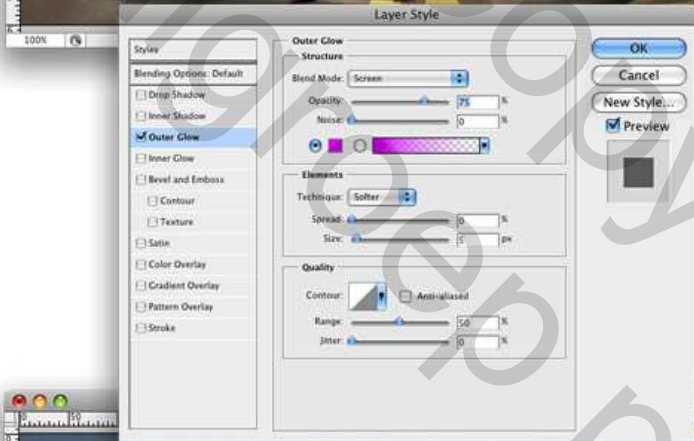 Layer Style
100%
Styles
Blending Options: Default
Drop Shadow
Inner Shadow
Outer Glow
Inner Glow
Bevel and Emboss
Contour
Texture
Satin
Color Overlay
Gradient Overlay
Pattern Overlay
Stroke
Outer Glow
Structure
Blend Mode: Screen
Opacity: 75 %
Noise: 0 %
Elements
Technique: Softer
Spread: 0 %
Size: 5 px
Quality
Contour: Anti-aliased
Range: 50 %
Jitter: 0 %
OK
Cancel
New Style...
Preview
0 50